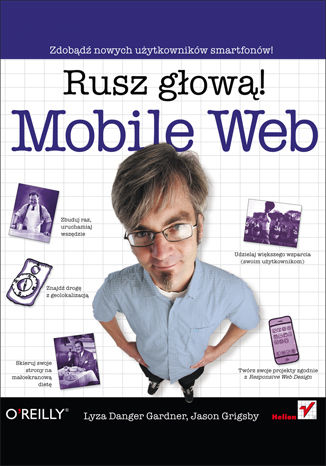 Zdobądź nowych użytkowników smartfonów!
Rusz głową!
Mobile Web
Zbuduj raz,
uruchamiaj
wszędzie
Udzielaj większego wsparcia
(swoim użytkownikom)
Znajdź drogę
z geolokalizacją
Skieruj swoje
strony na
małoekranową
dietę
Twórz swoje projekty zgodnie
z Responsive Web Design
O'REILLY®
Lyza Danger Gardner, Jason Grigsby
Helion